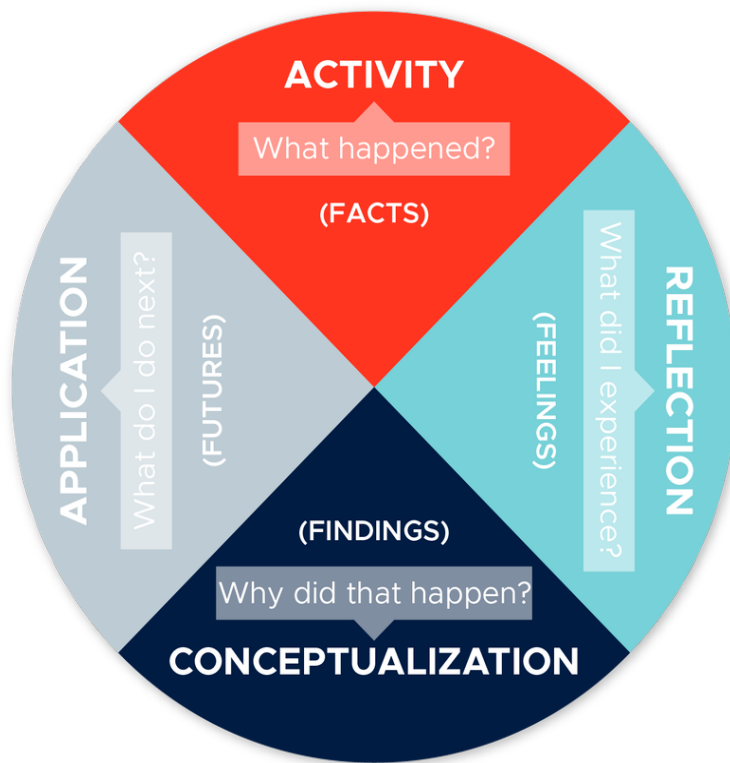 ACTIVITY
What happened?
(FACTS)
REFLECTION
What did I experience?
(FEELINGS)
(FINDINGS)
Why did that happen?
CONCEPTUALIZATION
APPLICATION
What do I do next?
(FUTURES)